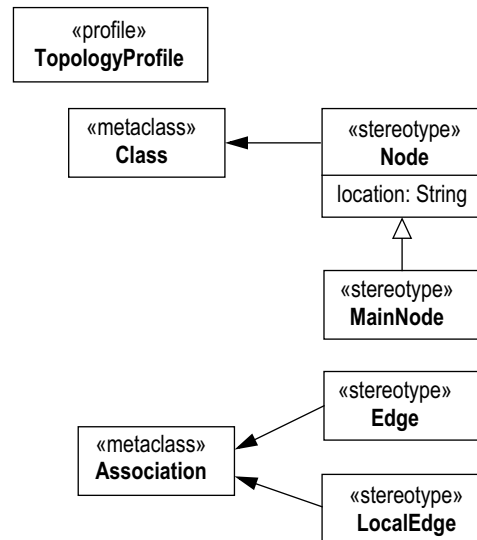 «profile»
TopologyProfile
«metaclass»
Class
«stereotype»
Node
location: String
«stereotype»
MainNode
«stereotype»
Edge
«metaclass»
Association
«stereotype»
LocalEdge